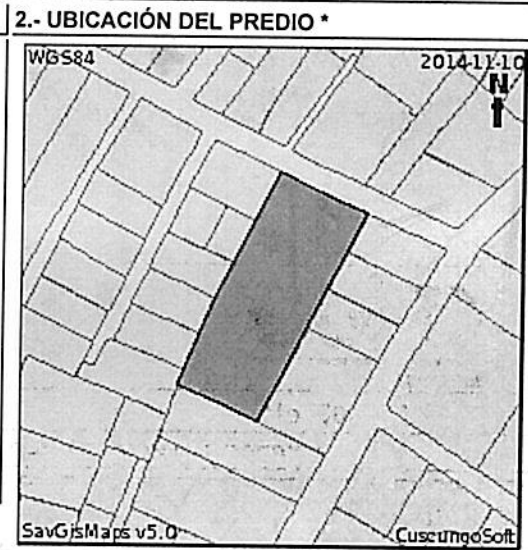 2.- UBICACIÓN DEL PREDIO *
WGS84
2014-11-10
N
SavGisMaps v5.0
CuscungoSoft